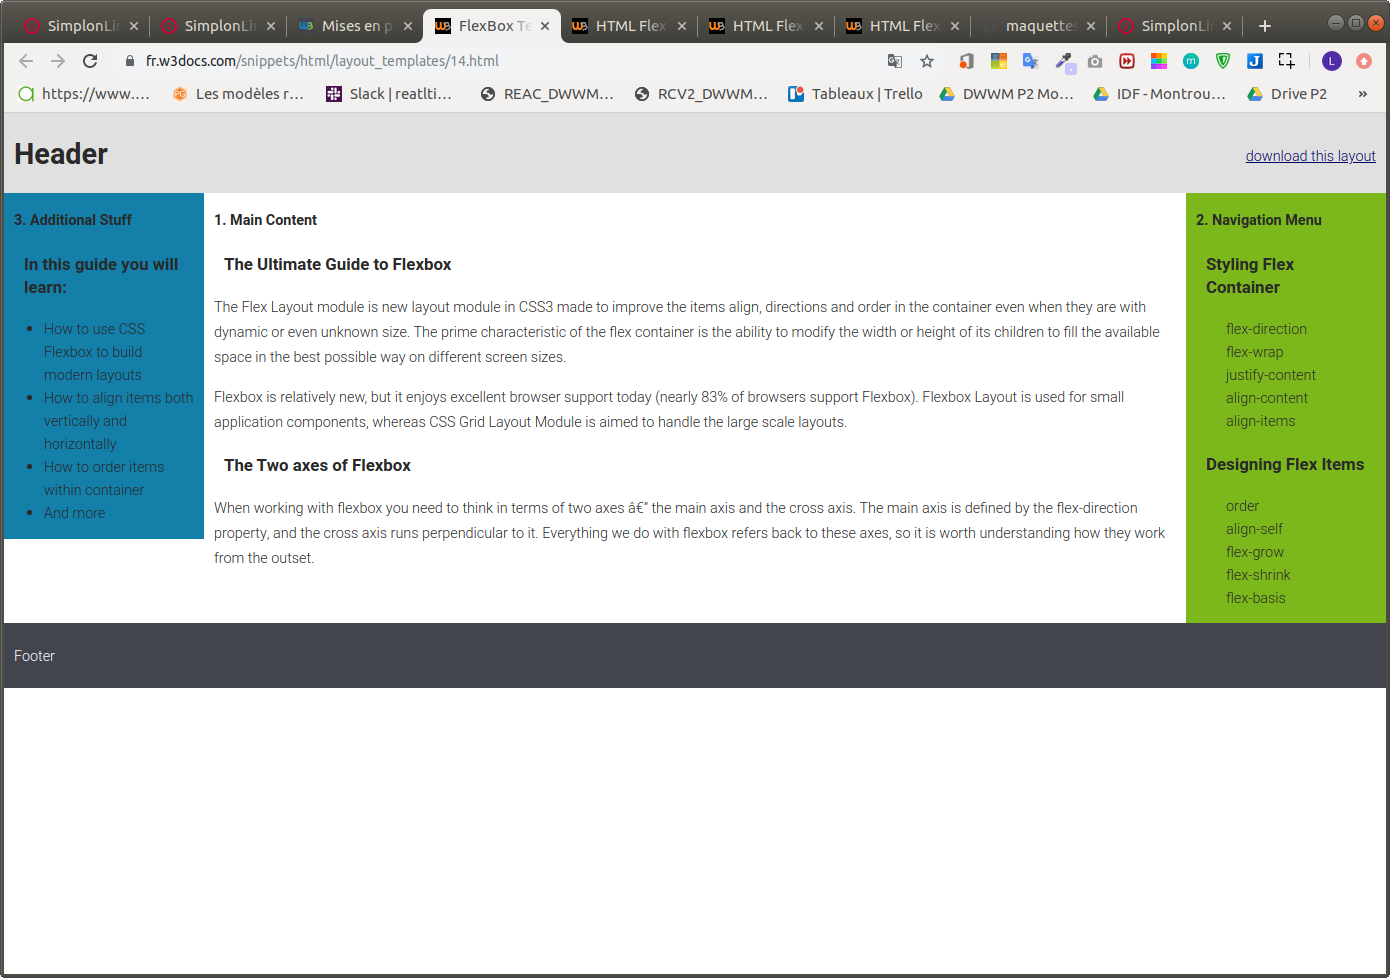 SimplonLin
SimplonLin
Mises en p
FlexBox Te
HTML Flex
HTML Flex
HTML Flex
maquettes
SimplonLin
fr.w3docs.com/snippets/html/layout_templates/14.html
L
https://www....
Les modèles r...
Slack | reatlti...
REAC_DWWM...
RCV2_DWWM...
Tableaux | Trello
DWWM P2 Mo...
IDF - Montrou...
Drive P2
»
Header
download this layout
3. Additional Stuff
In this guide you will
learn:
• How to use CSS
Flexbox to build
modern layouts
• How to align items both
vertically and
horizontally
• How to order items
within container
• And more
1. Main Content
The Ultimate Guide to Flexbox
The Flex Layout module is new layout module in CSS3 made to improve the items align, directions and order in the container even when they are with
dynamic or even unknown size. The prime characteristic of the flex container is the ability to modify the width or height of its children to fill the available
space in the best possible way on different screen sizes.
Flexbox is relatively new, but it enjoys excellent browser support today (nearly 83% of browsers support Flexbox). Flexbox Layout is used for small
application components, whereas CSS Grid Layout Module is aimed to handle the large scale layouts.
The Two axes of Flexbox
When working with flexbox you need to think in terms of two axes â€” the main axis and the cross axis. The main axis is defined by the flex-direction
property, and the cross axis runs perpendicular to it. Everything we do with flexbox refers back to these axes, so it is worth understanding how they work
from the outset.
2. Navigation Menu
Styling Flex
Container
flex-direction
flex-wrap
justify-content
align-content
align-items
Designing Flex Items
order
align-self
flex-grow
flex-shrink
flex-basis
Footer